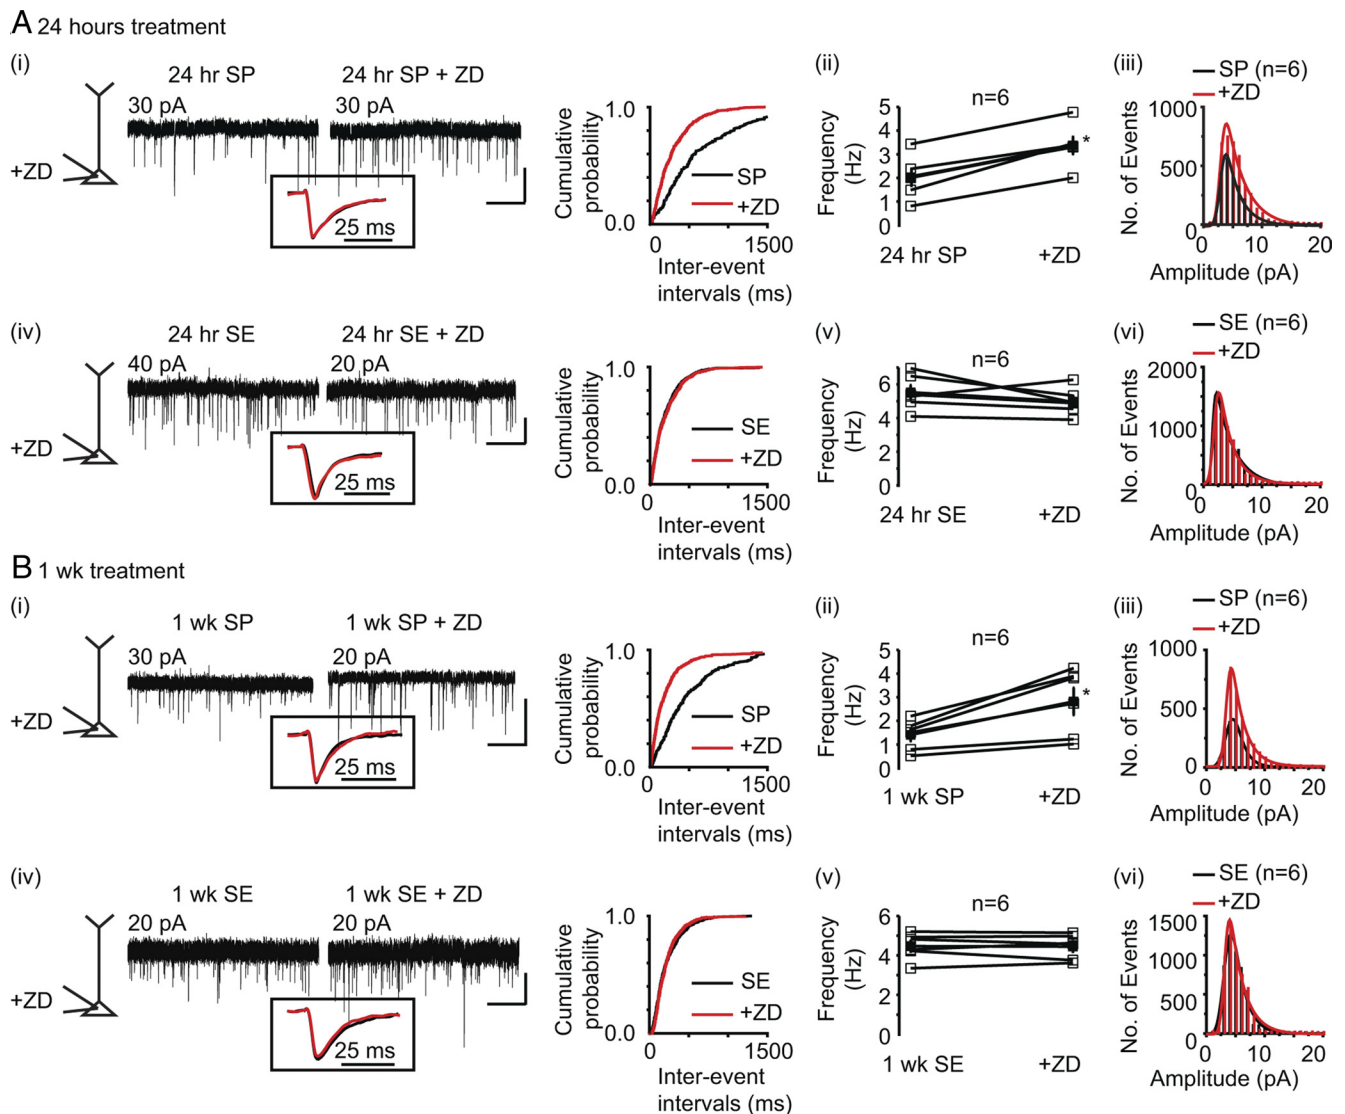 A 24 hours treatment
(i)
24 hr SP
24 hr SP + ZD
30 pA
30 pA
+ZD
25 ms
Cumulative
probability
1.0
0.0
SP
+ZD
0
1500
Inter-event
intervals (ms)
(ii)
n=6
Frequency
(Hz)
5
4
3
2
1
0
*
24 hr SP
+ZD
(iii)
SP (n=6)
+ZD
No. of Events
1000
500
0
0
10
20
Amplitude (pA)
(iv)
24 hr SE
24 hr SE + ZD
40 pA
20 pA
+ZD
25 ms
Cumulative
probability
1.0
0.0
SE
+ZD
0
1500
Inter-event
intervals (ms)
(v)
n=6
Frequency
(Hz)
6
4
2
0
24 hr SE
+ZD
(vi)
SE (n=6)
+ZD
No. of Events
2000
1000
0
0
10
20
Amplitude (pA)
B 1 wk treatment
(i)
1 wk SP
1 wk SP + ZD
30 pA
20 pA
+ZD
25 ms
Cumulative
probability
1.0
0.0
SP
+ZD
0
1500
Inter-event
intervals (ms)
(ii)
n=6
Frequency
(Hz)
5
4
3
2
1
0
*
1 wk SP
+ZD
(iii)
SP (n=6)
+ZD
No. of Events
1000
500
0
0
10
20
Amplitude (pA)
(iv)
1 wk SE
1 wk SE + ZD
20 pA
20 pA
+ZD
25 ms
Cumulative
probability
1.0
0.0
SE
+ZD
0
1500
Inter-event
intervals (ms)
(v)
n=6
Frequency
(Hz)
6
4
2
0
1 wk SE
+ZD
(vi)
SE (n=6)
+ZD
No. of Events
1500
1000
500
0
0
10
20
Amplitude (pA)